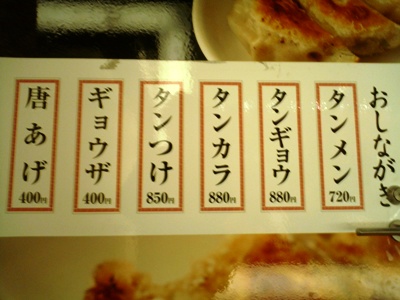 おしながき
タンメン
720円
タンギョウ
880円
タンカラ
880円
タンつけ
850円
ギョウザ
400円
唐あげ
400円